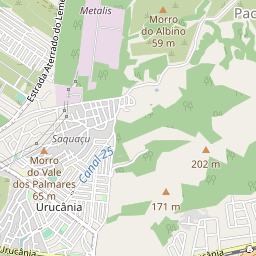 Metalis
Morro
do Albino
59 m
Pac
Estrada Aterrado do Leme
Saquaçu
Morro
do Vale
dos Palmares
65 m
Canal 25
202 m
171 m
Urucânia
Urucânia